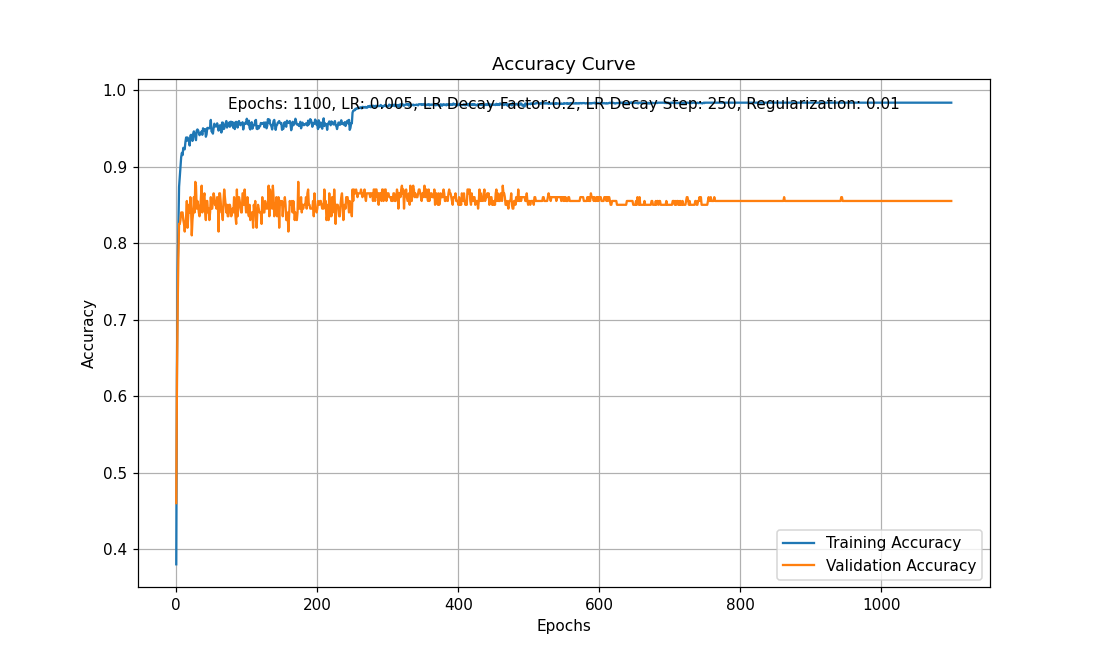 Accuracy Curve
Epochs: 1100, LR: 0.005, LR Decay Factor:0.2, LR Decay Step: 250, Regularization: 0.01
1.0
0.9
0.8
0.7
0.6
0.5
0.4
Accuracy
Training Accuracy
Validation Accuracy
0 200 400 600 800 1000
Epochs